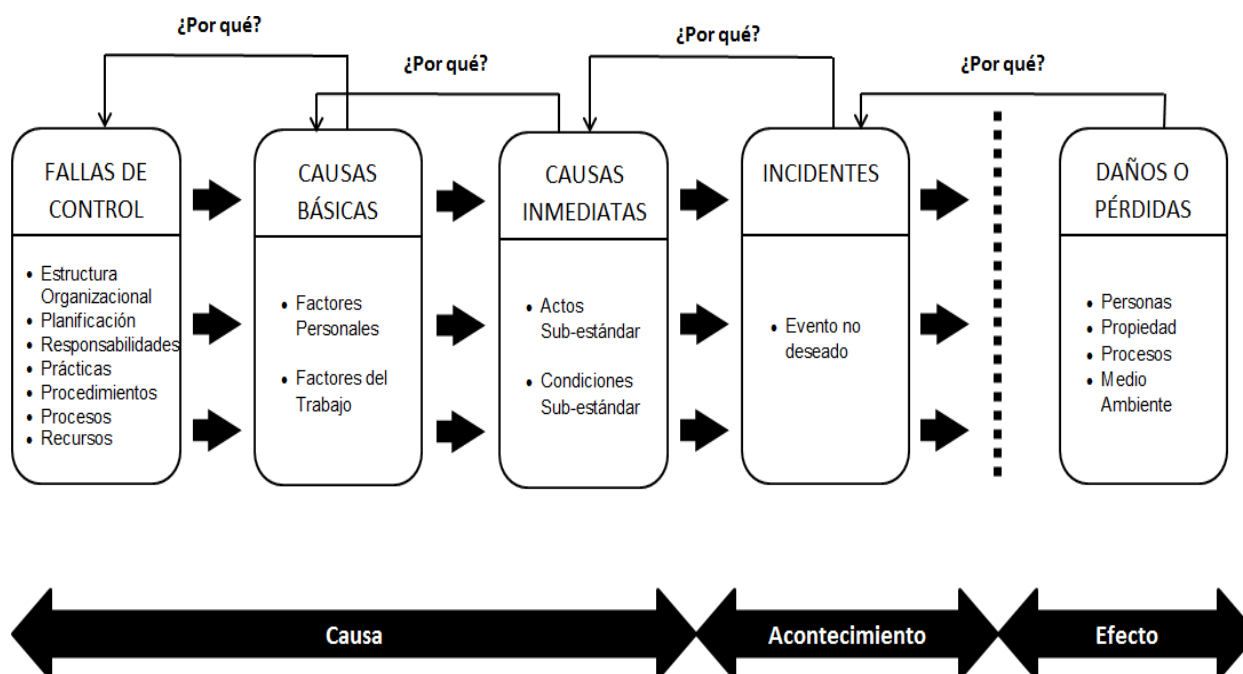 ¿Por qué?
¿Por qué?
¿Por qué?
¿Por qué?
FALLAS DE
CONTROL
• Estructura
Organizacional
• Planificación
• Responsabilidades
• Prácticas
• Procedimientos
• Procesos
• Recursos
CAUSAS
BÁSICAS
• Factores
Personales
• Factores del
Trabajo
CAUSAS
INMEDIATAS
• Actos
Sub-estándar
• Condiciones
Sub-estándar
INCIDENTES
• Evento no
deseado
DAÑOS O
PÉRDIDAS
• Personas
• Propiedad
• Procesos
• Medio
Ambiente
Causa
Acontecimiento
Efecto